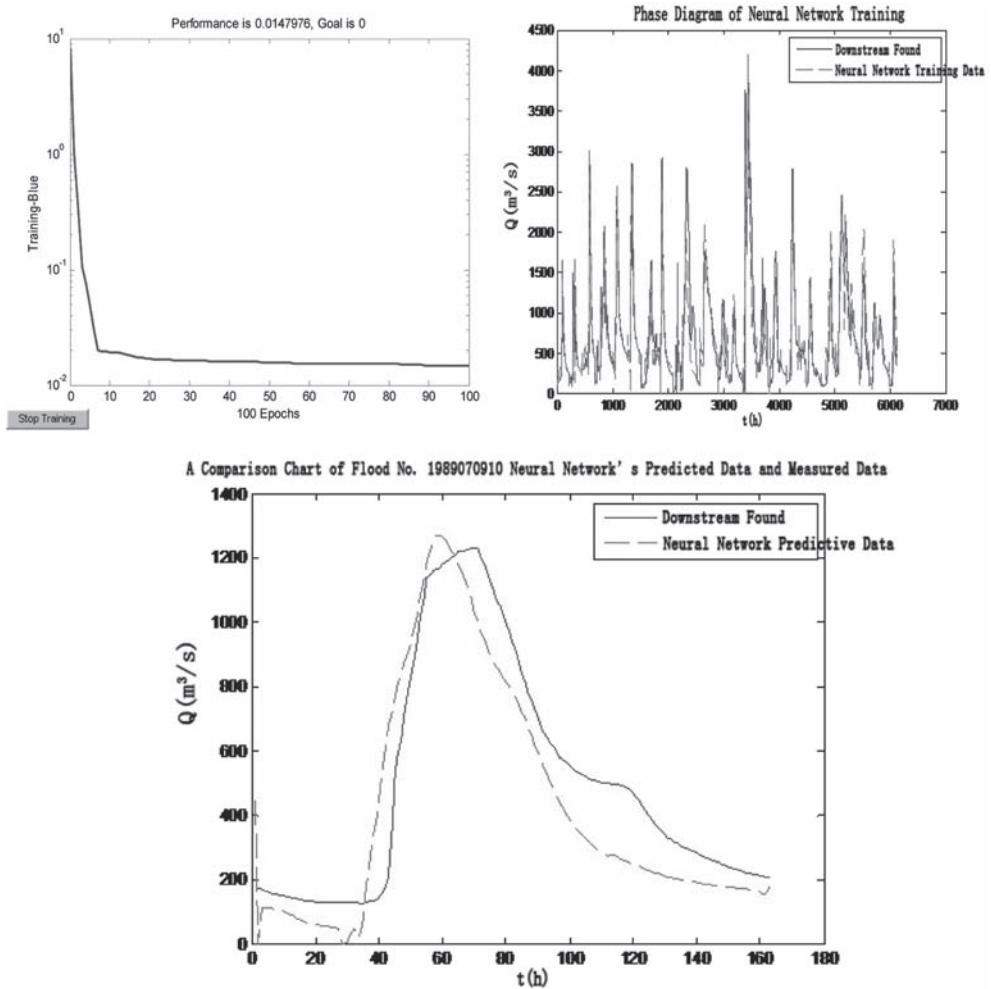 Performance is 0.0147976, Goal is 0
10^1
10^0
10^-1
10^-2
Training-Blue
0 10 20 30 40 50 60 70 80 90 100
100 Epochs
Stop Training
Phase Diagram of Neural Network Training
Downstream Found
Neural Network Training Data
4500
4000
3500
3000
2500
2000
1500
1000
500
0
Q (m³/s)
0 1000 2000 3000 4000 5000 6000 7000
t(h)
A Comparison Chart of Flood No. 1989070910 Neural Network' s Predicted Data and Measured Data
Downstream Found
Neural Network Predictive Data
1400
1200
1000
800
600
400
200
0
Q (m³/s)
0 20 40 60 80 100 120 140 160 180
t(h)